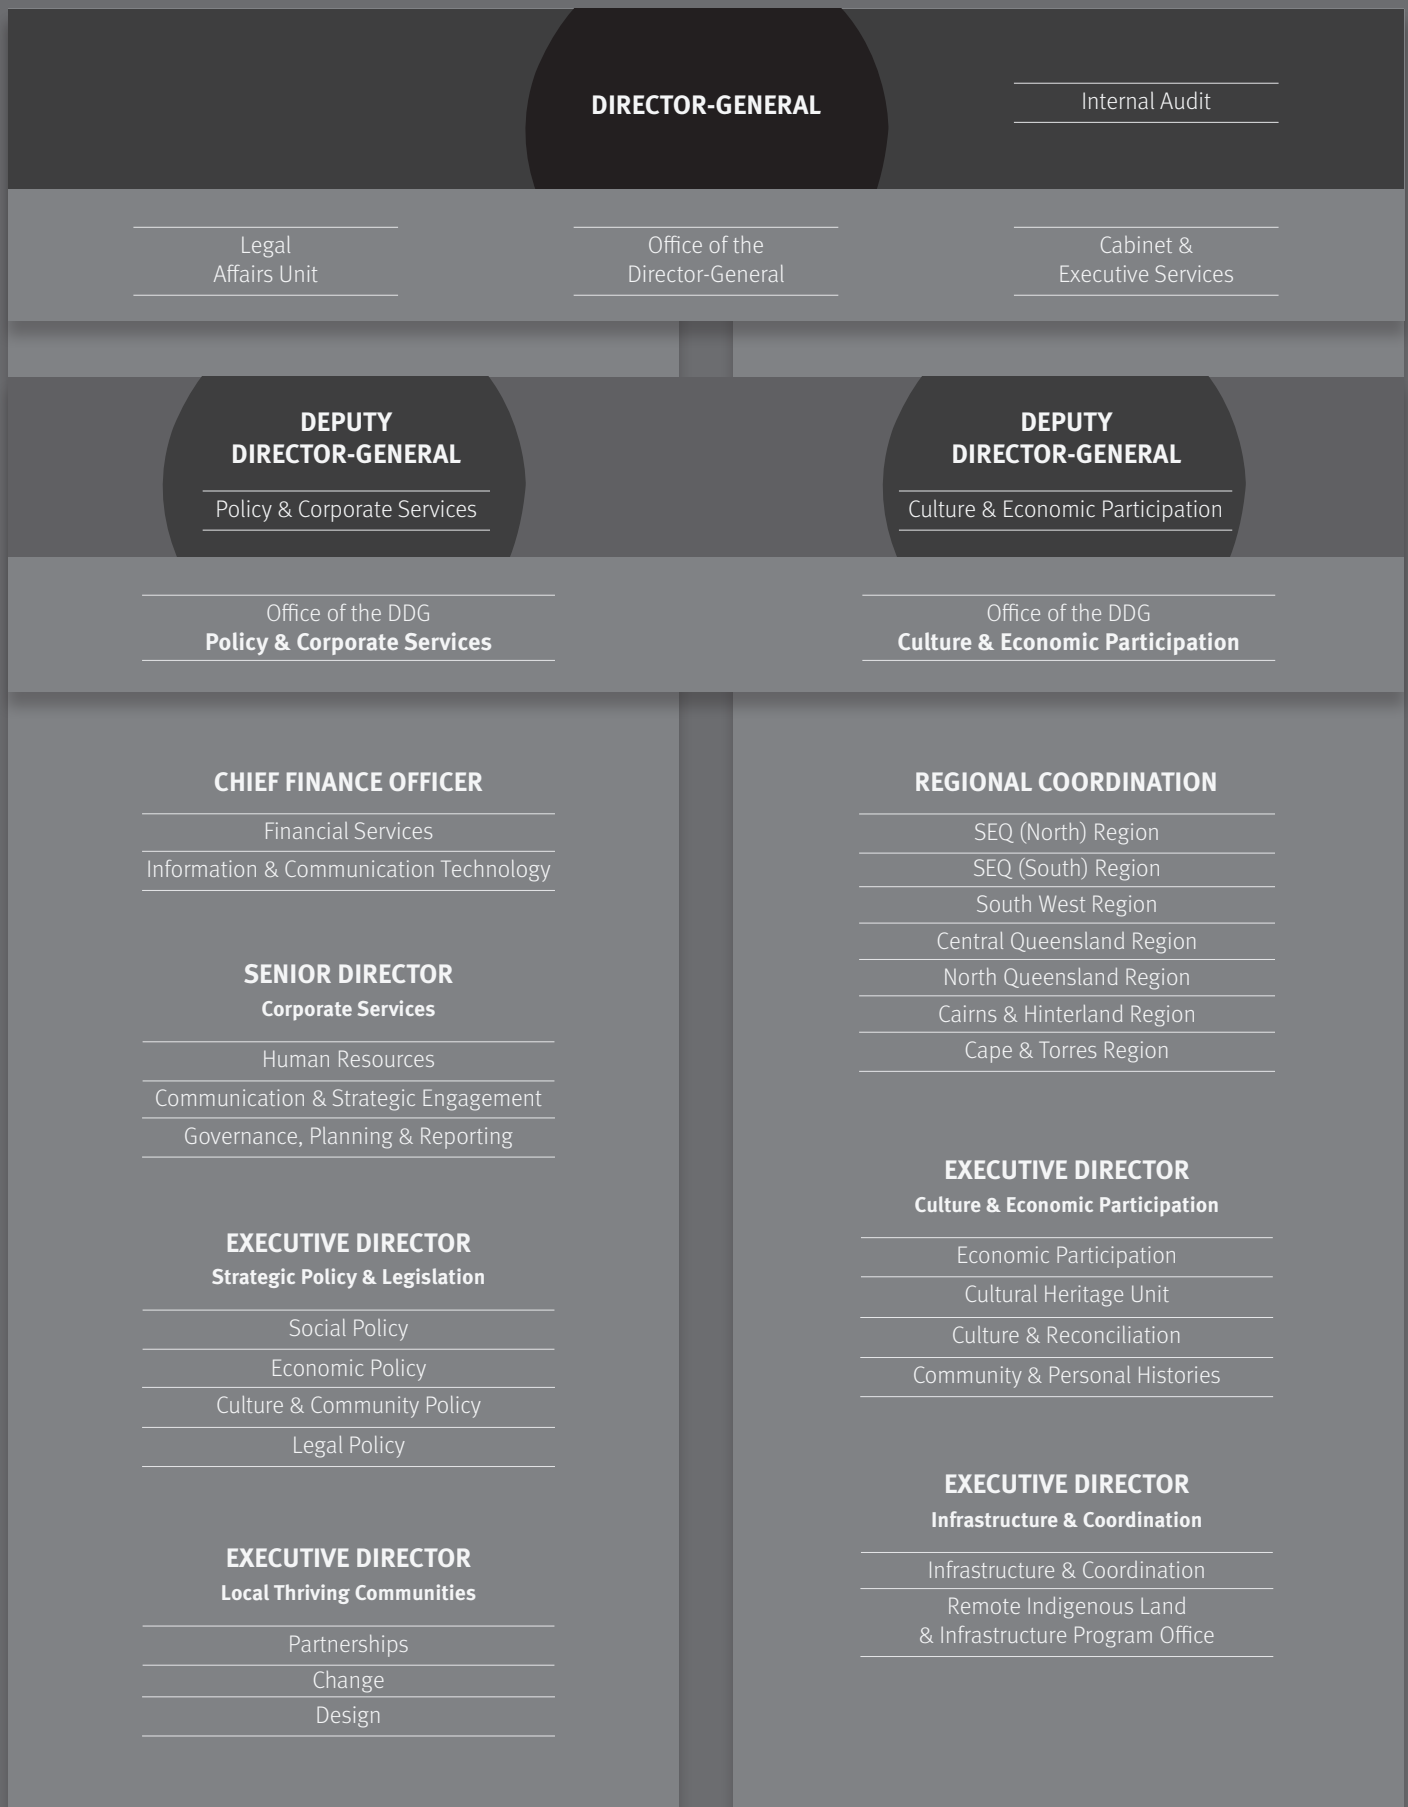 DIRECTOR-GENERAL
Internal Audit
Legal
Affairs Unit
Office of the
Director-General
Cabinet &
Executive Services
DEPUTY
DIRECTOR-GENERAL
Policy & Corporate Services
DEPUTY
DIRECTOR-GENERAL
Culture & Economic Participation
Office of the DDG
Policy & Corporate Services
Office of the DDG
Culture & Economic Participation
CHIEF FINANCE OFFICER
Financial Services
Information & Communication Technology
SENIOR DIRECTOR
Corporate Services
Human Resources
Communication & Strategic Engagement
Governance, Planning & Reporting
EXECUTIVE DIRECTOR
Strategic Policy & Legislation
Social Policy
Economic Policy
Culture & Community Policy
Legal Policy
EXECUTIVE DIRECTOR
Local Thriving Communities
Partnerships
Change
Design
REGIONAL COORDINATION
SEQ (North) Region
SEQ (South) Region
South West Region
Central Queensland Region
North Queensland Region
Cairns & Hinterland Region
Cape & Torres Region
EXECUTIVE DIRECTOR
Culture & Economic Participation
Economic Participation
Cultural Heritage Unit
Culture & Reconciliation
Community & Personal Histories
EXECUTIVE DIRECTOR
Infrastructure & Coordination
Infrastructure & Coordination
Remote Indigenous Land
& Infrastructure Program Office